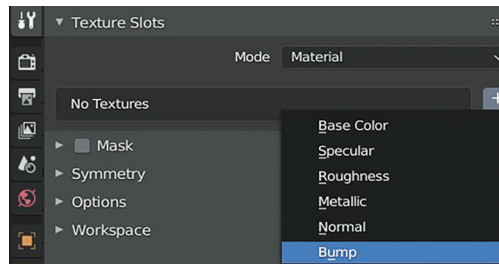 Texture Slots
Mode Material
No Textures
Base Color
Mask
Specular
Symmetry
Roughness
Options
Metallic
Workspace
Normal
Bump